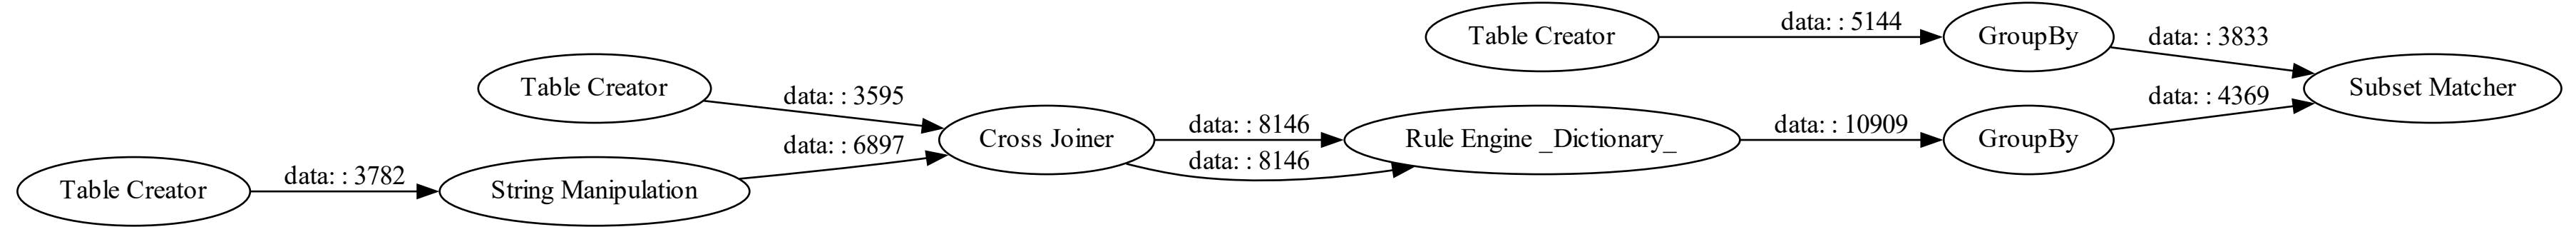 Table Creator
data: : 5144
GroupBy
data: : 3833
Table Creator
data: : 3595
Subset Matcher
data: : 4369
Cross Joiner
data: : 8146
data: : 8146
Rule Engine _Dictionary_
data: : 10909
GroupBy
data: : 6897
Table Creator
data: : 3782
String Manipulation